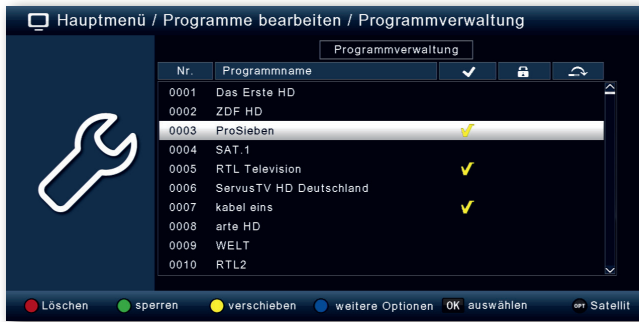 Hauptmenü / Programme bearbeiten / Programmverwaltung
Programmverwaltung
Nr. Programmname
0001 Das Erste HD
0002 ZDF HD
0003 ProSieben
0004 SAT.1
0005 RTL Television
0006 ServusTV HD Deutschland
0007 kabel eins
0008 arte HD
0009 WELT
0010 RTL2
Löschen sperren verschieben weitere Optionen OK auswählen OPT Satellit